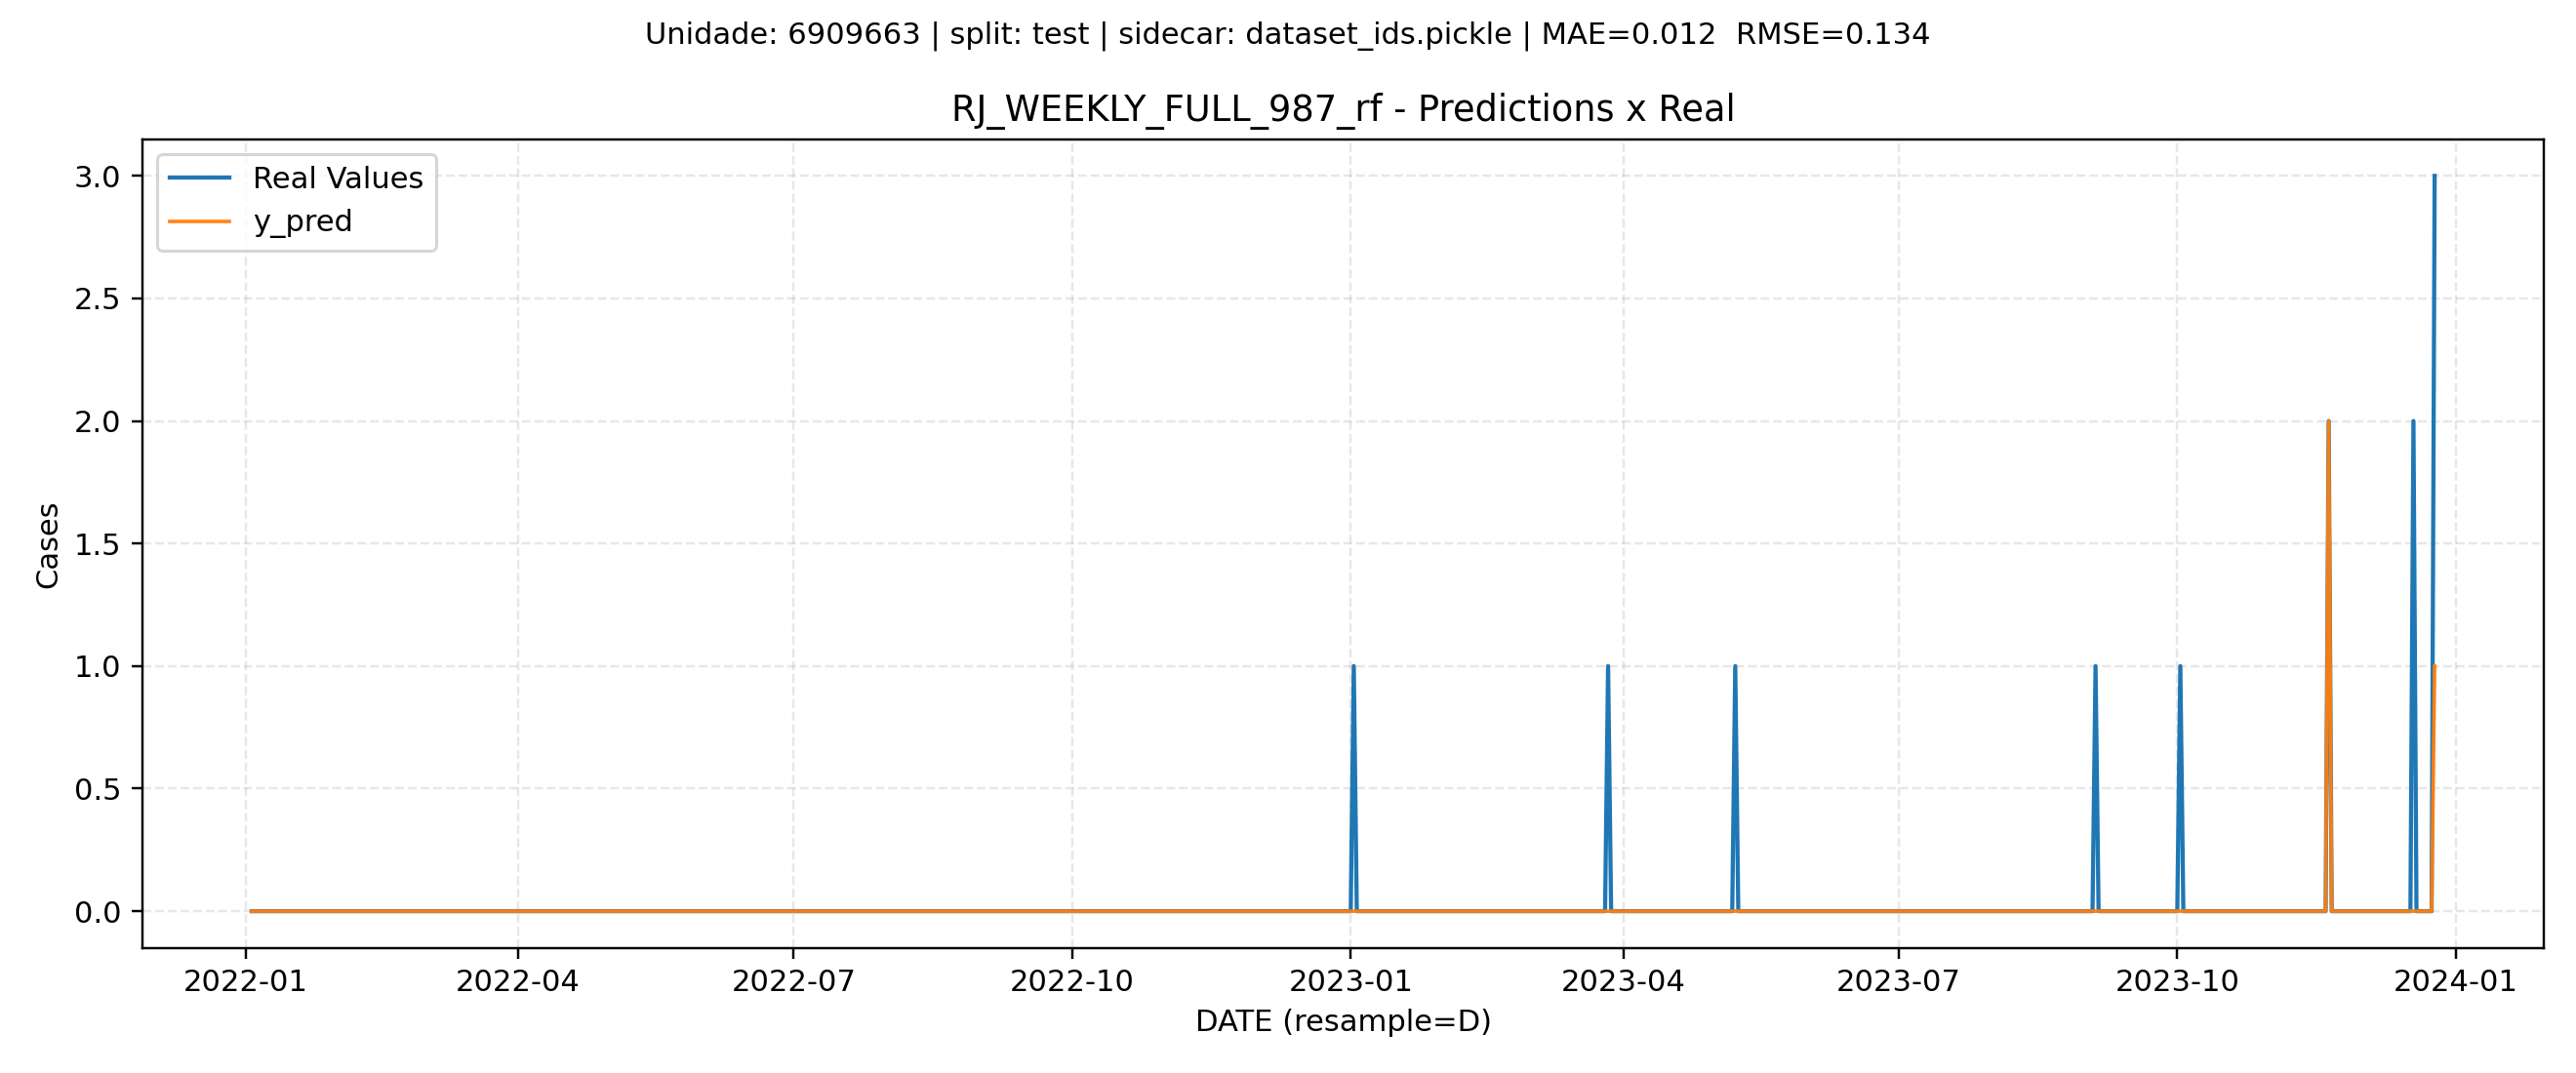 Unidade: 6909663 | split: test | sidecar: dataset_ids.pickle | MAE=0.012  RMSE=0.134
RJ_WEEKLY_FULL_987_rf - Predictions x Real
Real Values
y_pred
Cases
3.0
2.5
2.0
1.5
1.0
0.5
0.0
2022-01 2022-04 2022-07 2022-10 2023-01 2023-04 2023-07 2023-10 2024-01
DATE (resample=D)